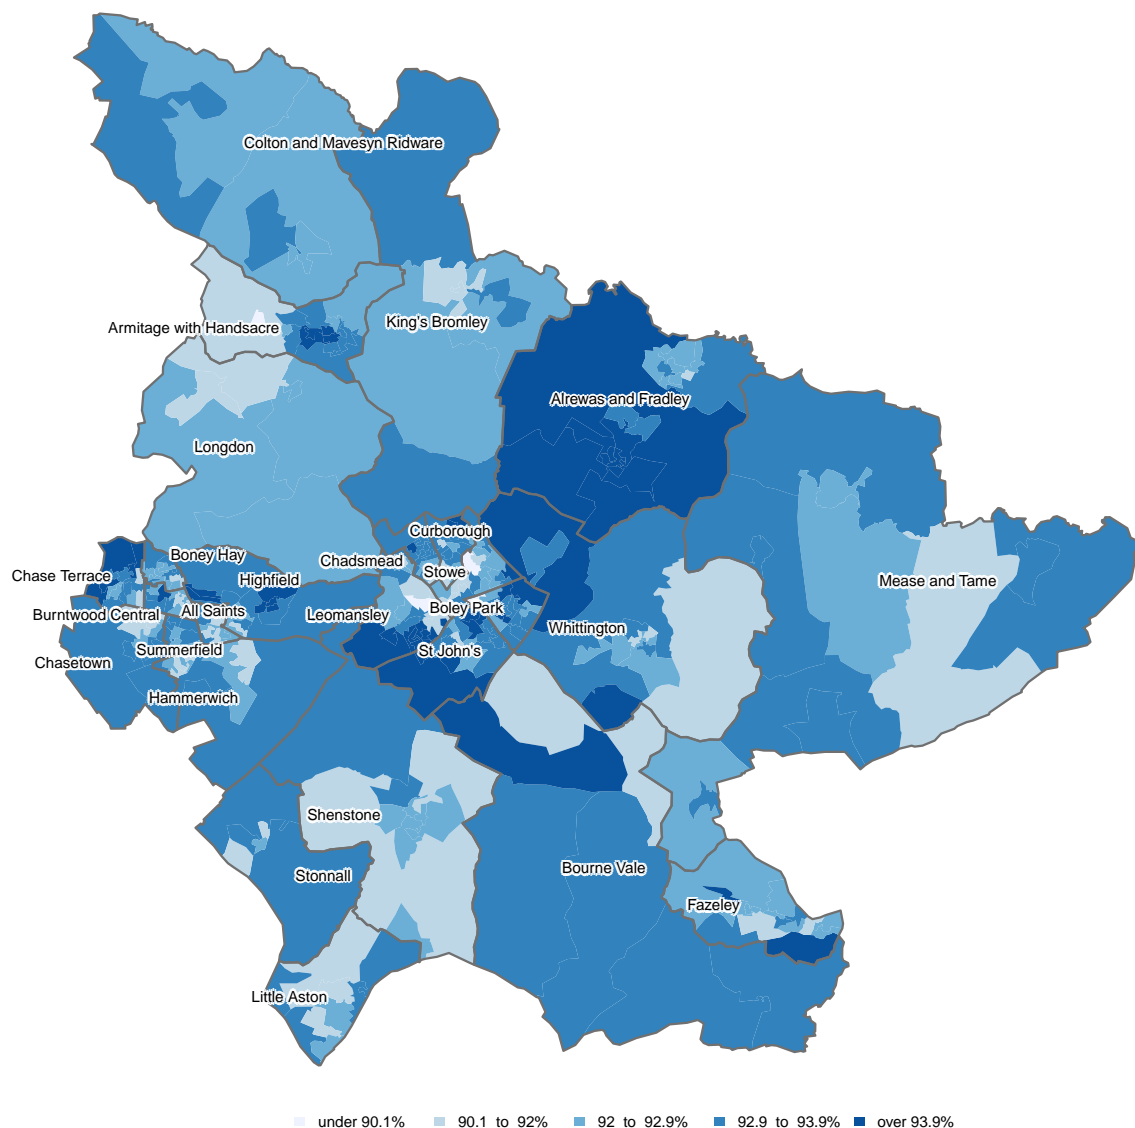 Colton and Mavesyn Ridware
King's Bromley
Armitage with Handsacre
Alrewas and Fradley
Longdon
Curborough
Boney Hay
Chadsmead
Stowe
Chase Terrace
Highfield
Mease and Tame
Burntwood Central
All Saints
Leomansley
Boley Park
Whittington
Summerfield
St John's
Chasetown
Hammerwich
Shenstone
Bourne Vale
Stonnall
Fazeley
Little Aston
under 90.1%
90.1 to 92%
92 to 92.9%
92.9 to 93.9%
over 93.9%